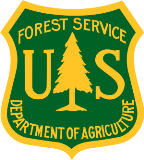 FOREST SERVICE
U S
DEPARTMENT OF AGRICULTURE